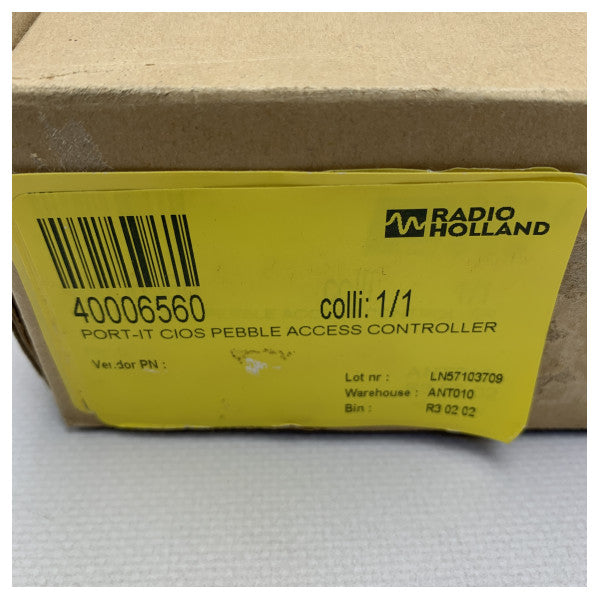 RADIO
HOLLAND
40006560
colli: 1/1
PORT-IT CIOS PEBBLE ACCESS CONTROLLER
Vendor PN :
Lot nr : LN57103709
Warehouse : ANT010
Bin : R3 02 02